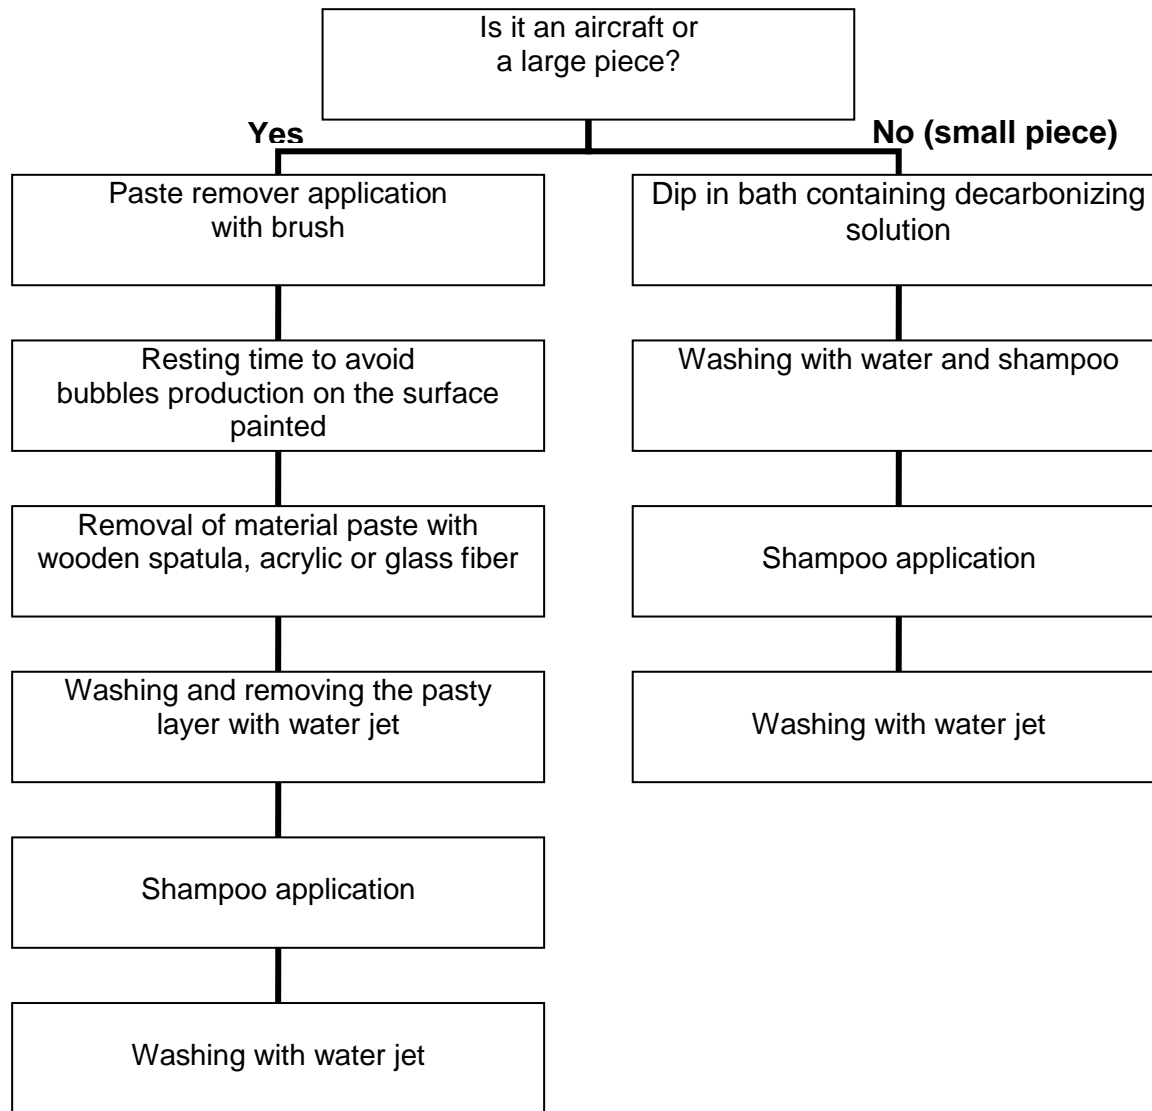 Is it an aircraft or
a large piece?
Yes
No (small piece)
Paste remover application
with brush
Dip in bath containing decarbonizing
solution
Resting time to avoid
bubbles production on the surface
painted
Washing with water and shampoo
Removal of material paste with
wooden spatula, acrylic or glass fiber
Shampoo application
Washing and removing the pasty
layer with water jet
Washing with water jet
Shampoo application
Washing with water jet